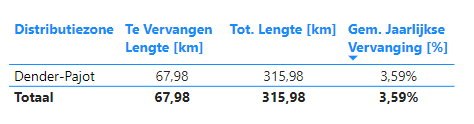 Distributiezone Te Vervangen Lengte [km] Tot. Lengte [km] Gem. Jaarlijkse Vervanging [%]
Dender-Pajot 67,98 315,98 3,59%
Totaal 67,98 315,98 3,59%